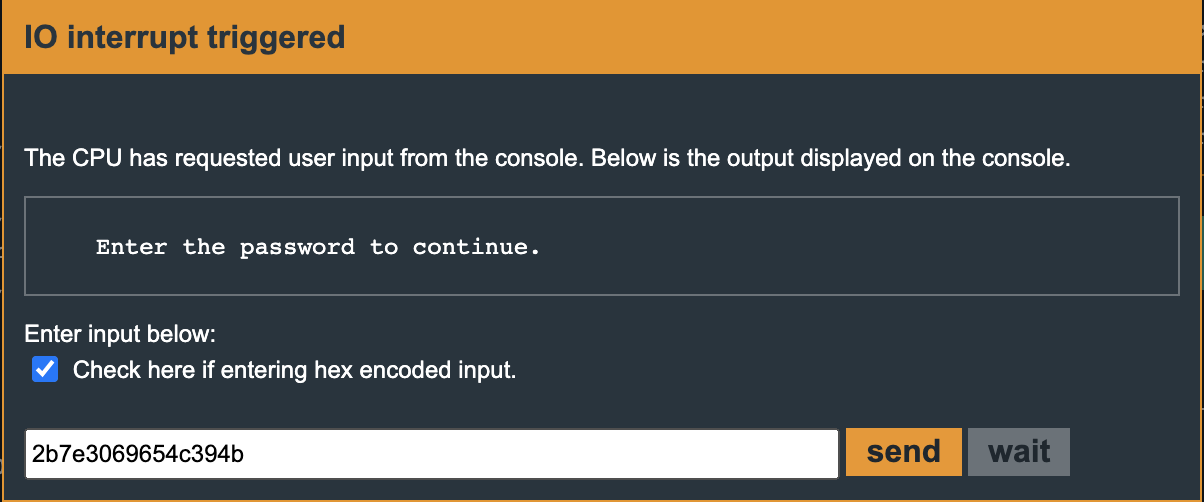 IO interrupt triggered
The CPU has requested user input from the console. Below is the output displayed on the console.
Enter the password to continue.
Enter input below:
Check here if entering hex encoded input.
2b7e3069654c394b send wait